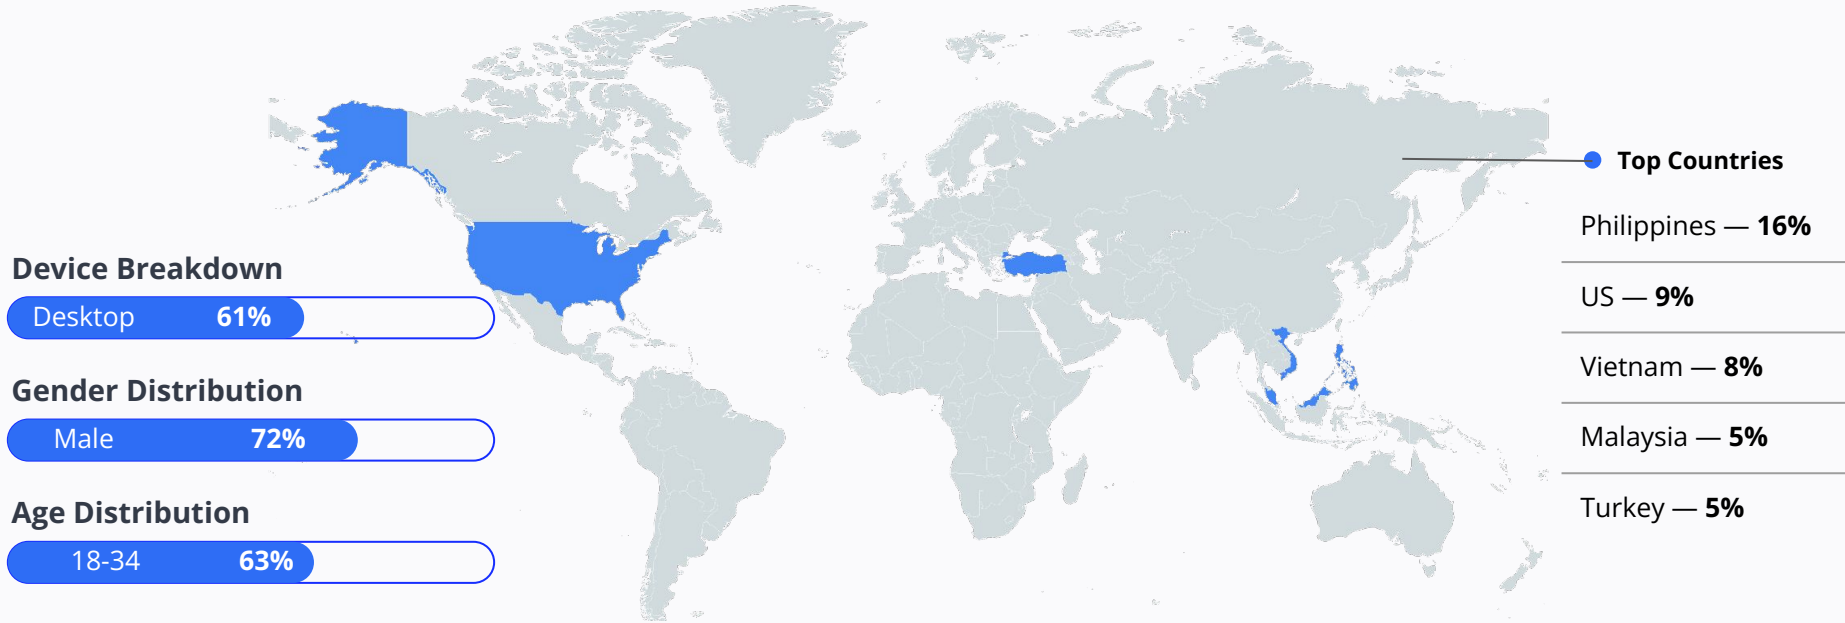 Device Breakdown
Desktop 61%
Gender Distribution
Male 72%
Age Distribution
18-34 63%
Top Countries
Philippines — 16%
US — 9%
Vietnam — 8%
Malaysia — 5%
Turkey — 5%